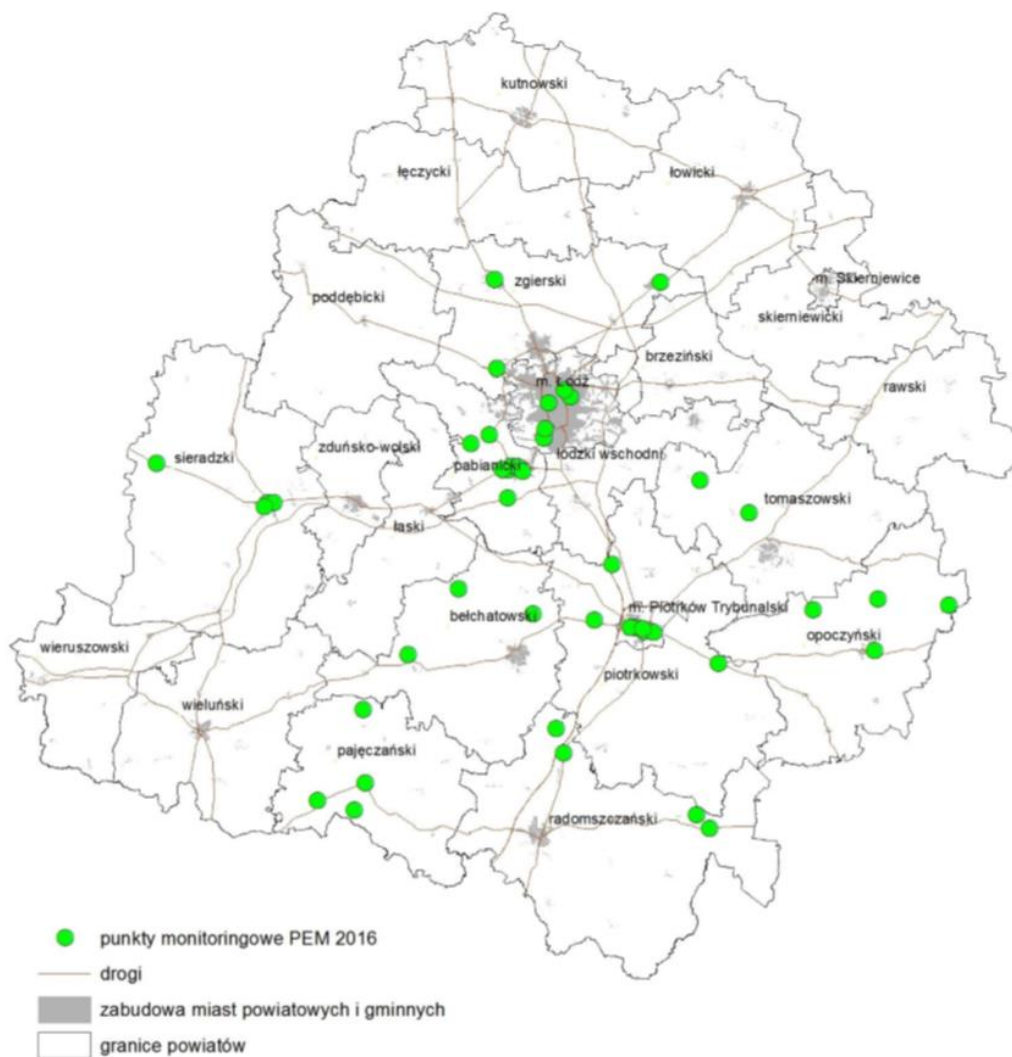 kutnowski
łęczycki
łowicki
zgierski
m. Skierniewice
poddębicki
skierniewicki
brzeziński
m. Łódź
rawski
zduńsko-wolski
sieradzki
łódzki wschodni
pabianicki
tomaszowski
łaski
m. Piotrków Trybunalski
bełchatowski
opoczyński
wieruszowski
piotrkowski
wieluński
pajęczański
radomszczański
punkty monitoringowe PEM 2016
drogi
zabudowa miast powiatowych i gminnych
granice powiatów